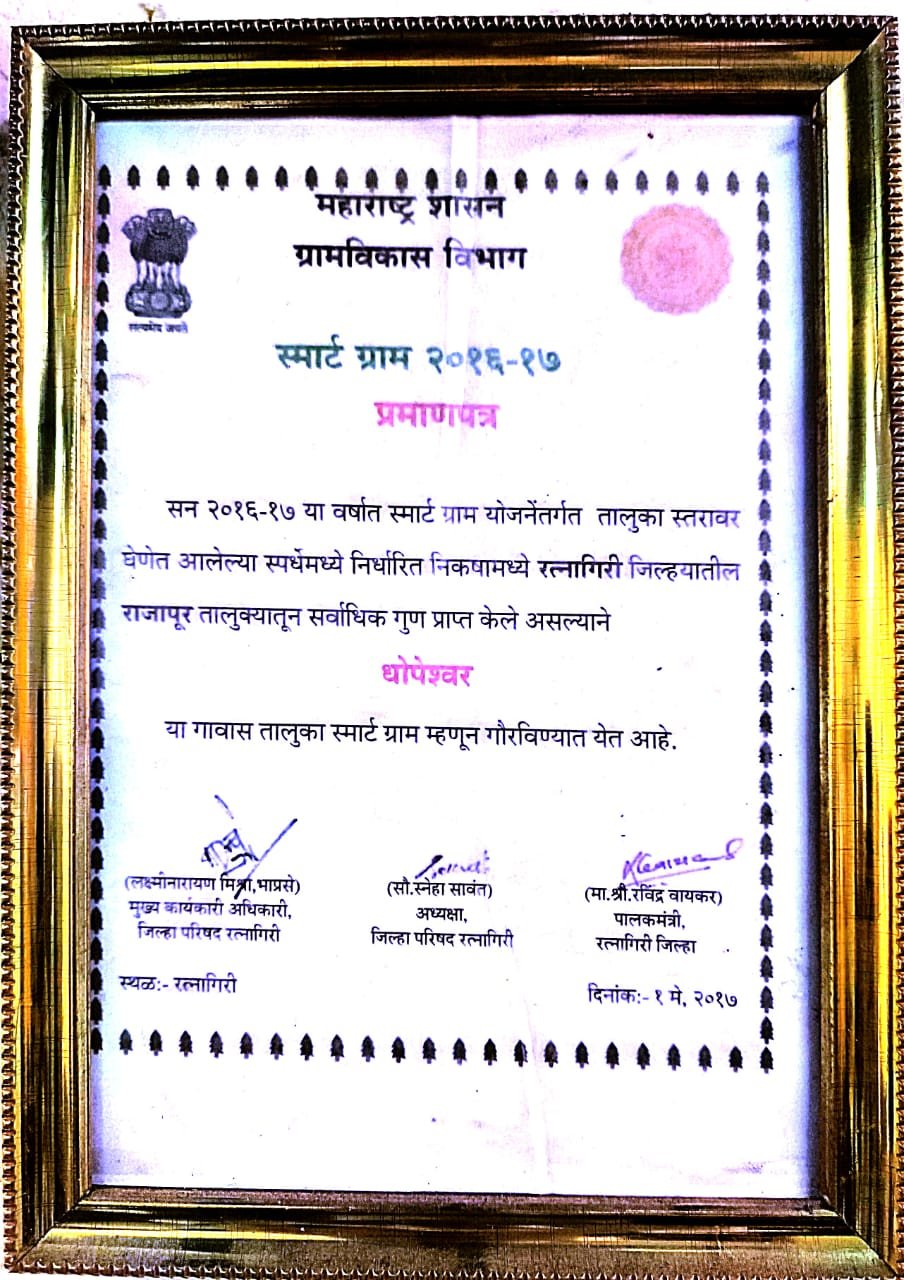 महाराष्ट्र शासन
ग्रामविकास विभाग
सत्यमेव जयते
स्मार्ट ग्राम २०१६-१७
प्रमाणपत्र
सन २०१६-१७ या वर्षात स्मार्ट ग्राम योजनेंतर्गत तालुका स्तरावर
घेणेत आलेल्या स्पर्धेमध्ये निर्धारित निकषामध्ये रत्नागिरी जिल्हयातील
राजापूर तालुक्यातून सर्वाधिक गुण प्राप्त केले असल्याने
धोपेश्वर
या गावास तालुका स्मार्ट ग्राम म्हणून गौरविण्यात येत आहे.
(लक्ष्मीनारायण मिश्रा,भाप्रसे) (सौ.स्नेहा सावंत) (मा.श्री.रविंद्र वायकर)
मुख्य कार्यकारी अधिकारी, अध्यक्षा, पालकमंत्री,
जिल्हा परिषद रत्नागिरी जिल्हा परिषद रत्नागिरी रत्नागिरी जिल्हा
स्थळ:- रत्नागिरी दिनांक:- १ मे, २०१७